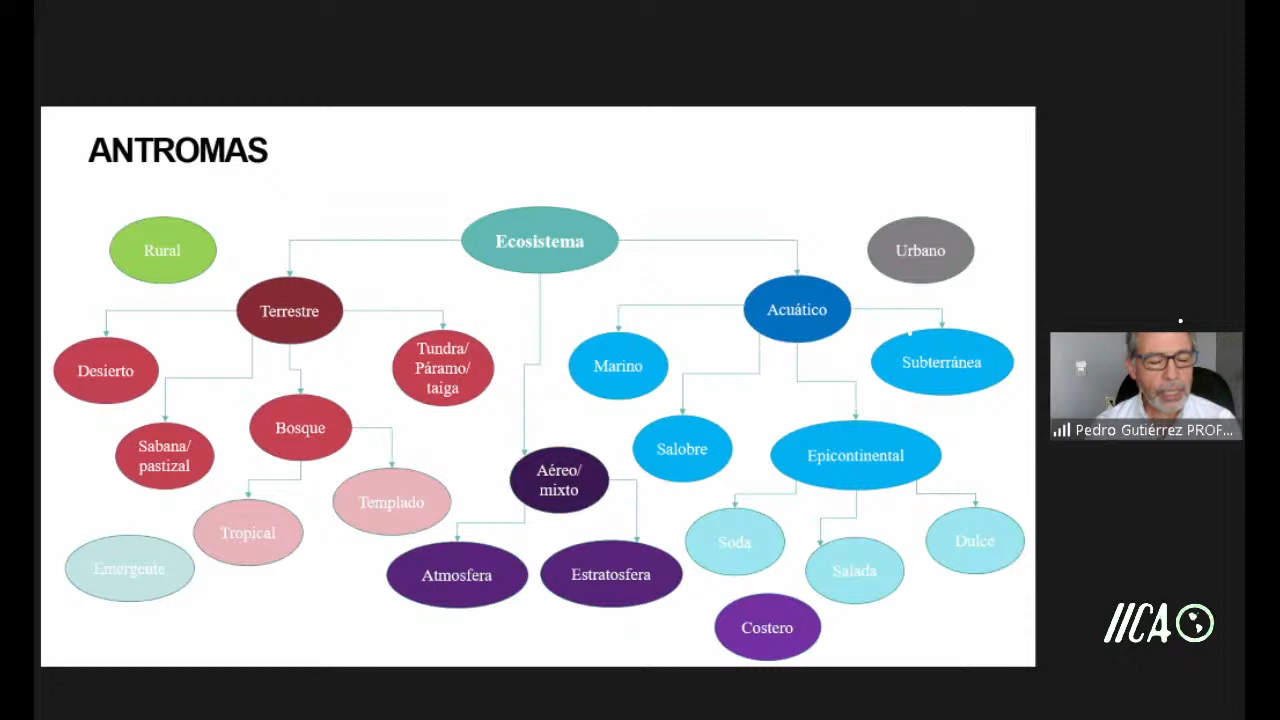 ANTROMAS
Rural
Ecosistema
Urbano
Terrestre
Acuático
Desierto
Tundra/
Páramo/
taiga
Marino
Subterránea
Sabana/
pastizal
Bosque
Salobre
Epicontinental
Aéreo/
mixto
Templado
Tropical
Emergente
Atmosfera
Estratosfera
Soda
Salada
Dulce
Costero
Pedro Gutiérrez PROF...
IICA